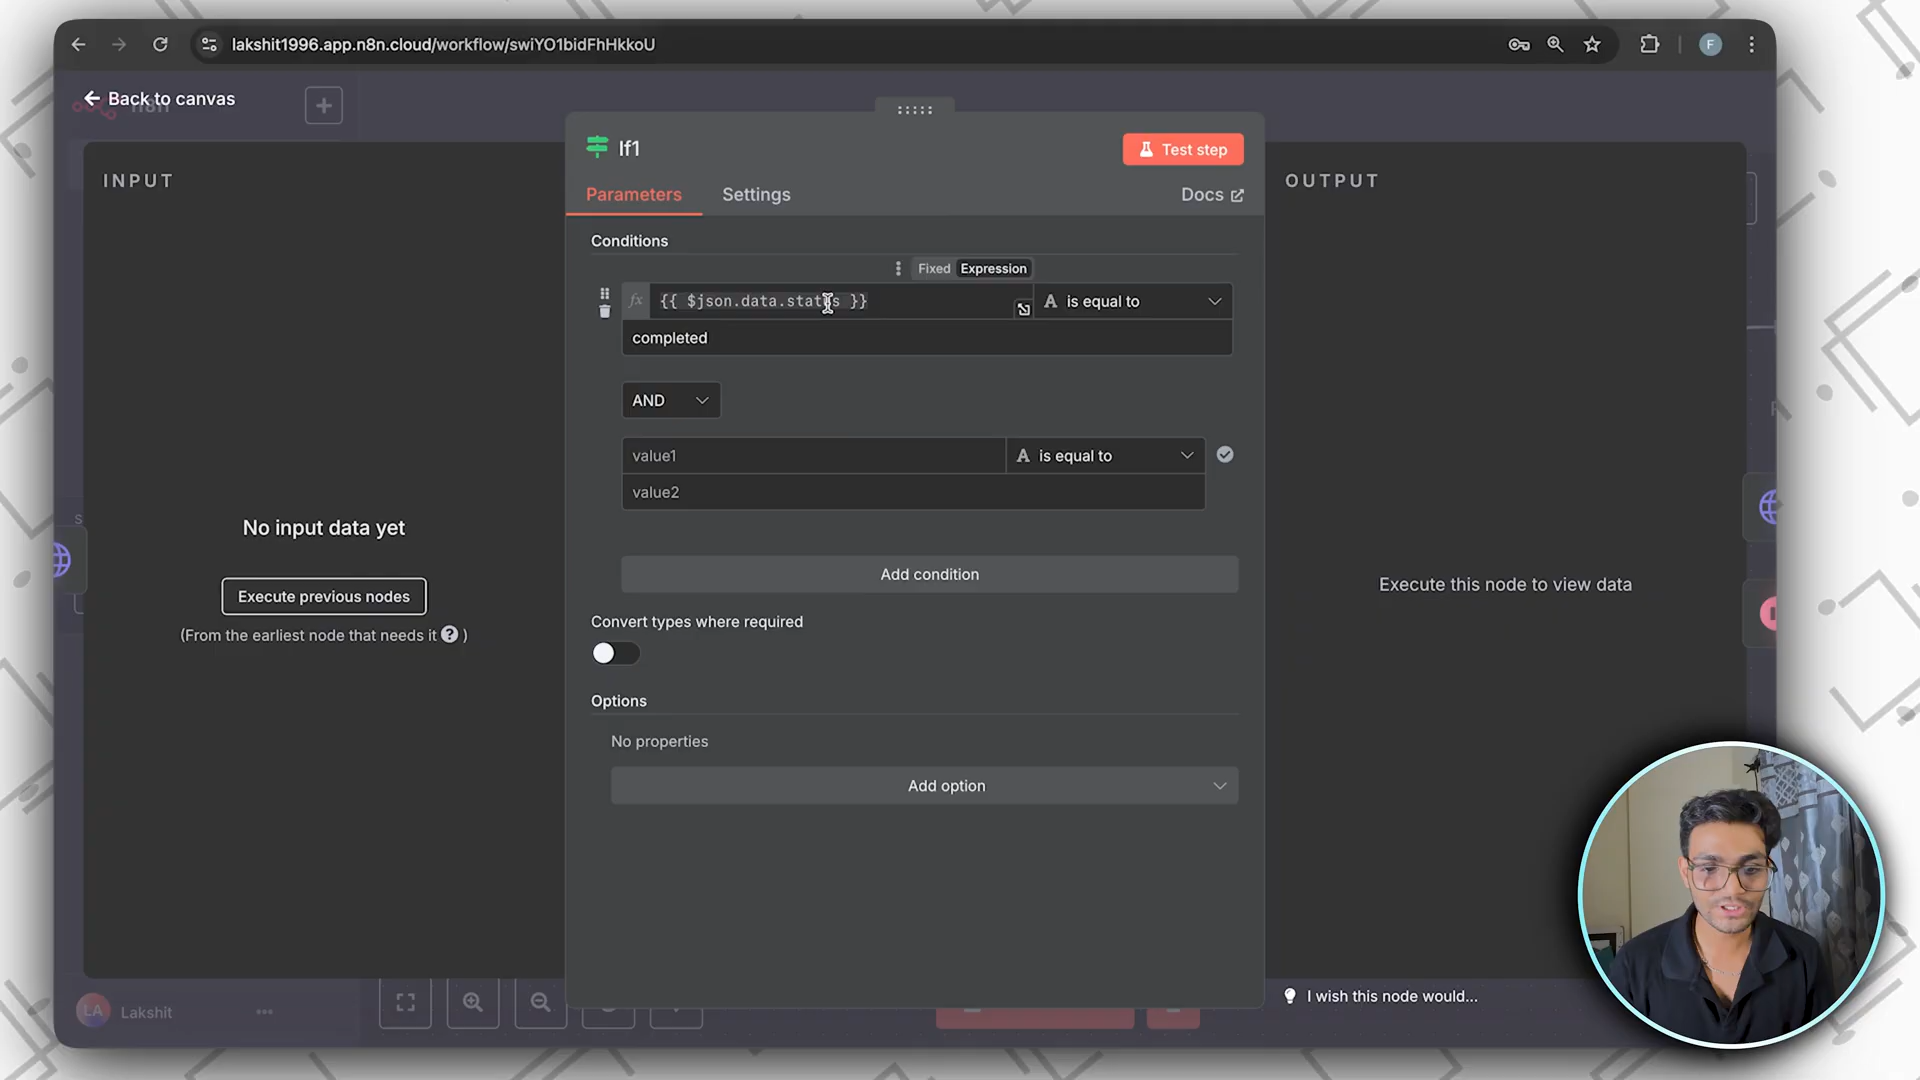 lakshit1996.app.n8n.cloud/workflow/swiYO1bidFhHkkoU
F
Back to canvas
n8n
If1
Test step
INPUT
Parameters
Settings
Docs
OUTPUT
Conditions
Fixed
Expression
fx
{{ $json.data.status }}
A is equal to
completed
AND
value1
A is equal to
value2
No input data yet
Execute previous nodes
(From the earliest node that needs it ? )
Add condition
Execute this node to view data
Convert types where required
Options
No properties
Add option
LA
Lakshit
I wish this node would...